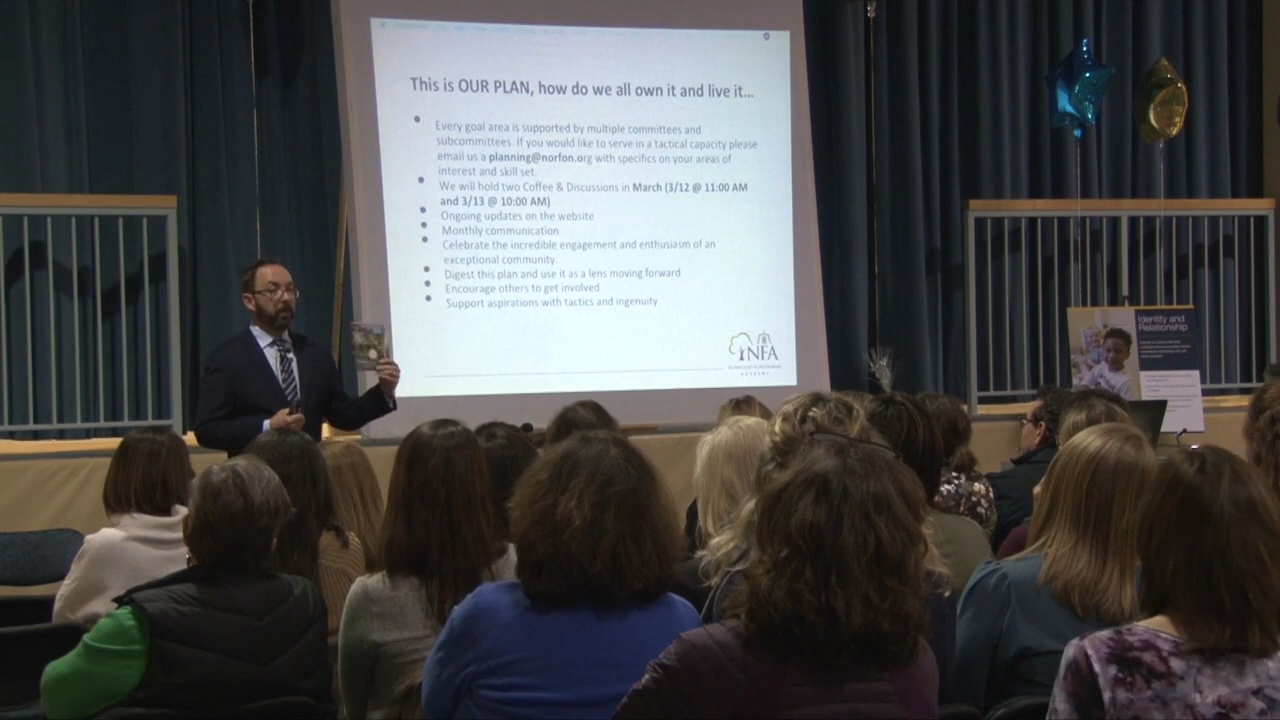 This is OUR PLAN, how do we all own it and live it...
Every goal area is supported by multiple committees and
subcommittees. If you would like to serve in a tactical capacity please
email us a planning@norfon.org with specifics on your areas of
interest and skill set.
We will hold two Coffee & Discussions in March (3/12 @ 11:00 AM
and 3/13 @ 10:00 AM)
Ongoing updates on the website
Monthly communication
Celebrate the incredible engagement and enthusiasm of an
exceptional community.
Digest this plan and use it as a lens moving forward
Encourage others to get involved
Support aspirations with tactics and ingenuity
NFA
ACADEMY
Identity and
Relationship